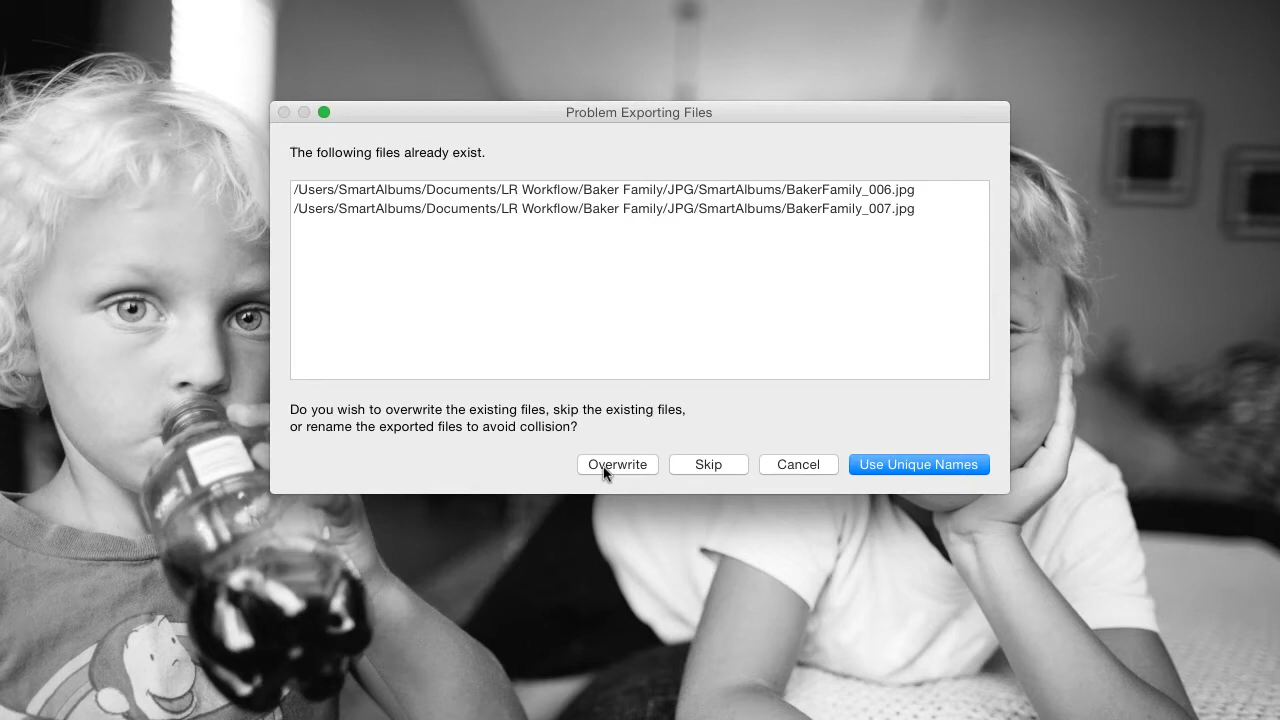 Problem Exporting Files
The following files already exist.
/Users/SmartAlbums/Documents/LR Workflow/Baker Family/JPG/SmartAlbums/BakerFamily_006.jpg
/Users/SmartAlbums/Documents/LR Workflow/Baker Family/JPG/SmartAlbums/BakerFamily_007.jpg
Do you wish to overwrite the existing files, skip the existing files,
or rename the exported files to avoid collision?
Overwrite Skip Cancel Use Unique Names